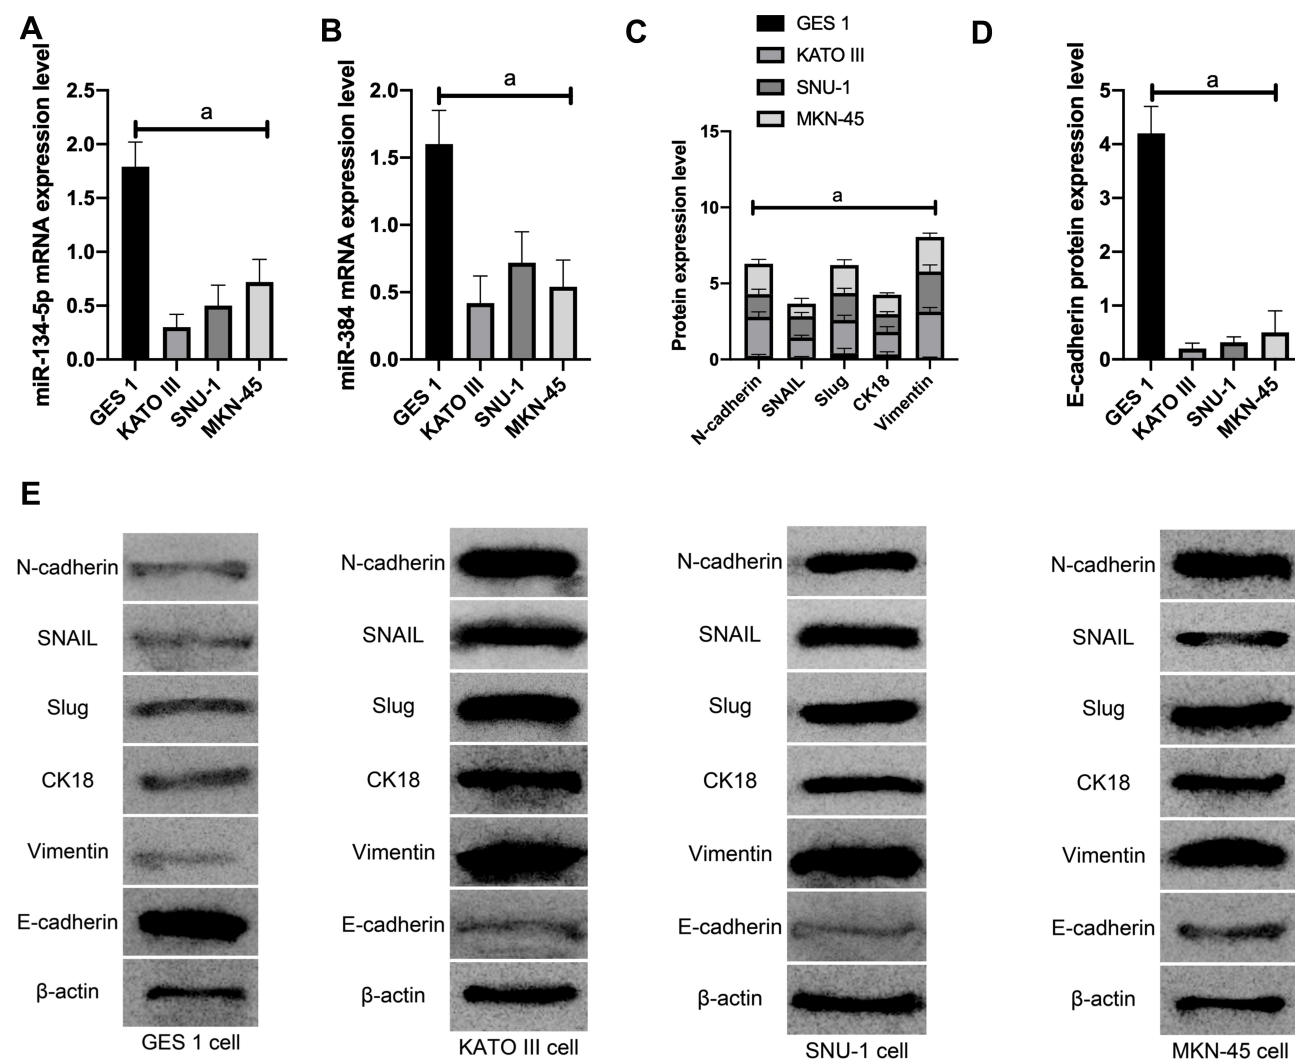 A
miR-134-5p mRNA expression level
2.5
2.0
1.5
1.0
0.5
0.0
a
GES 1
KATO III
SNU-1
MKN-45
B
miR-384 mRNA expression level
2.0
1.5
1.0
0.5
0.0
a
GES 1
KATO III
SNU-1
MKN-45
C
GES 1
KATO III
SNU-1
MKN-45
Protein expression level
15
10
5
0
a
N-cadherin
SNAIL
Slug
CK18
Vimentin
D
E-cadherin protein expression level
5
4
3
2
1
0
a
GES 1
KATO III
SNU-1
MKN-45
E
N-cadherin
SNAIL
Slug
CK18
Vimentin
E-cadherin
β-actin
GES 1 cell
N-cadherin
SNAIL
Slug
CK18
Vimentin
E-cadherin
β-actin
KATO III cell
N-cadherin
SNAIL
Slug
CK18
Vimentin
E-cadherin
β-actin
SNU-1 cell
N-cadherin
SNAIL
Slug
CK18
Vimentin
E-cadherin
β-actin
MKN-45 cell